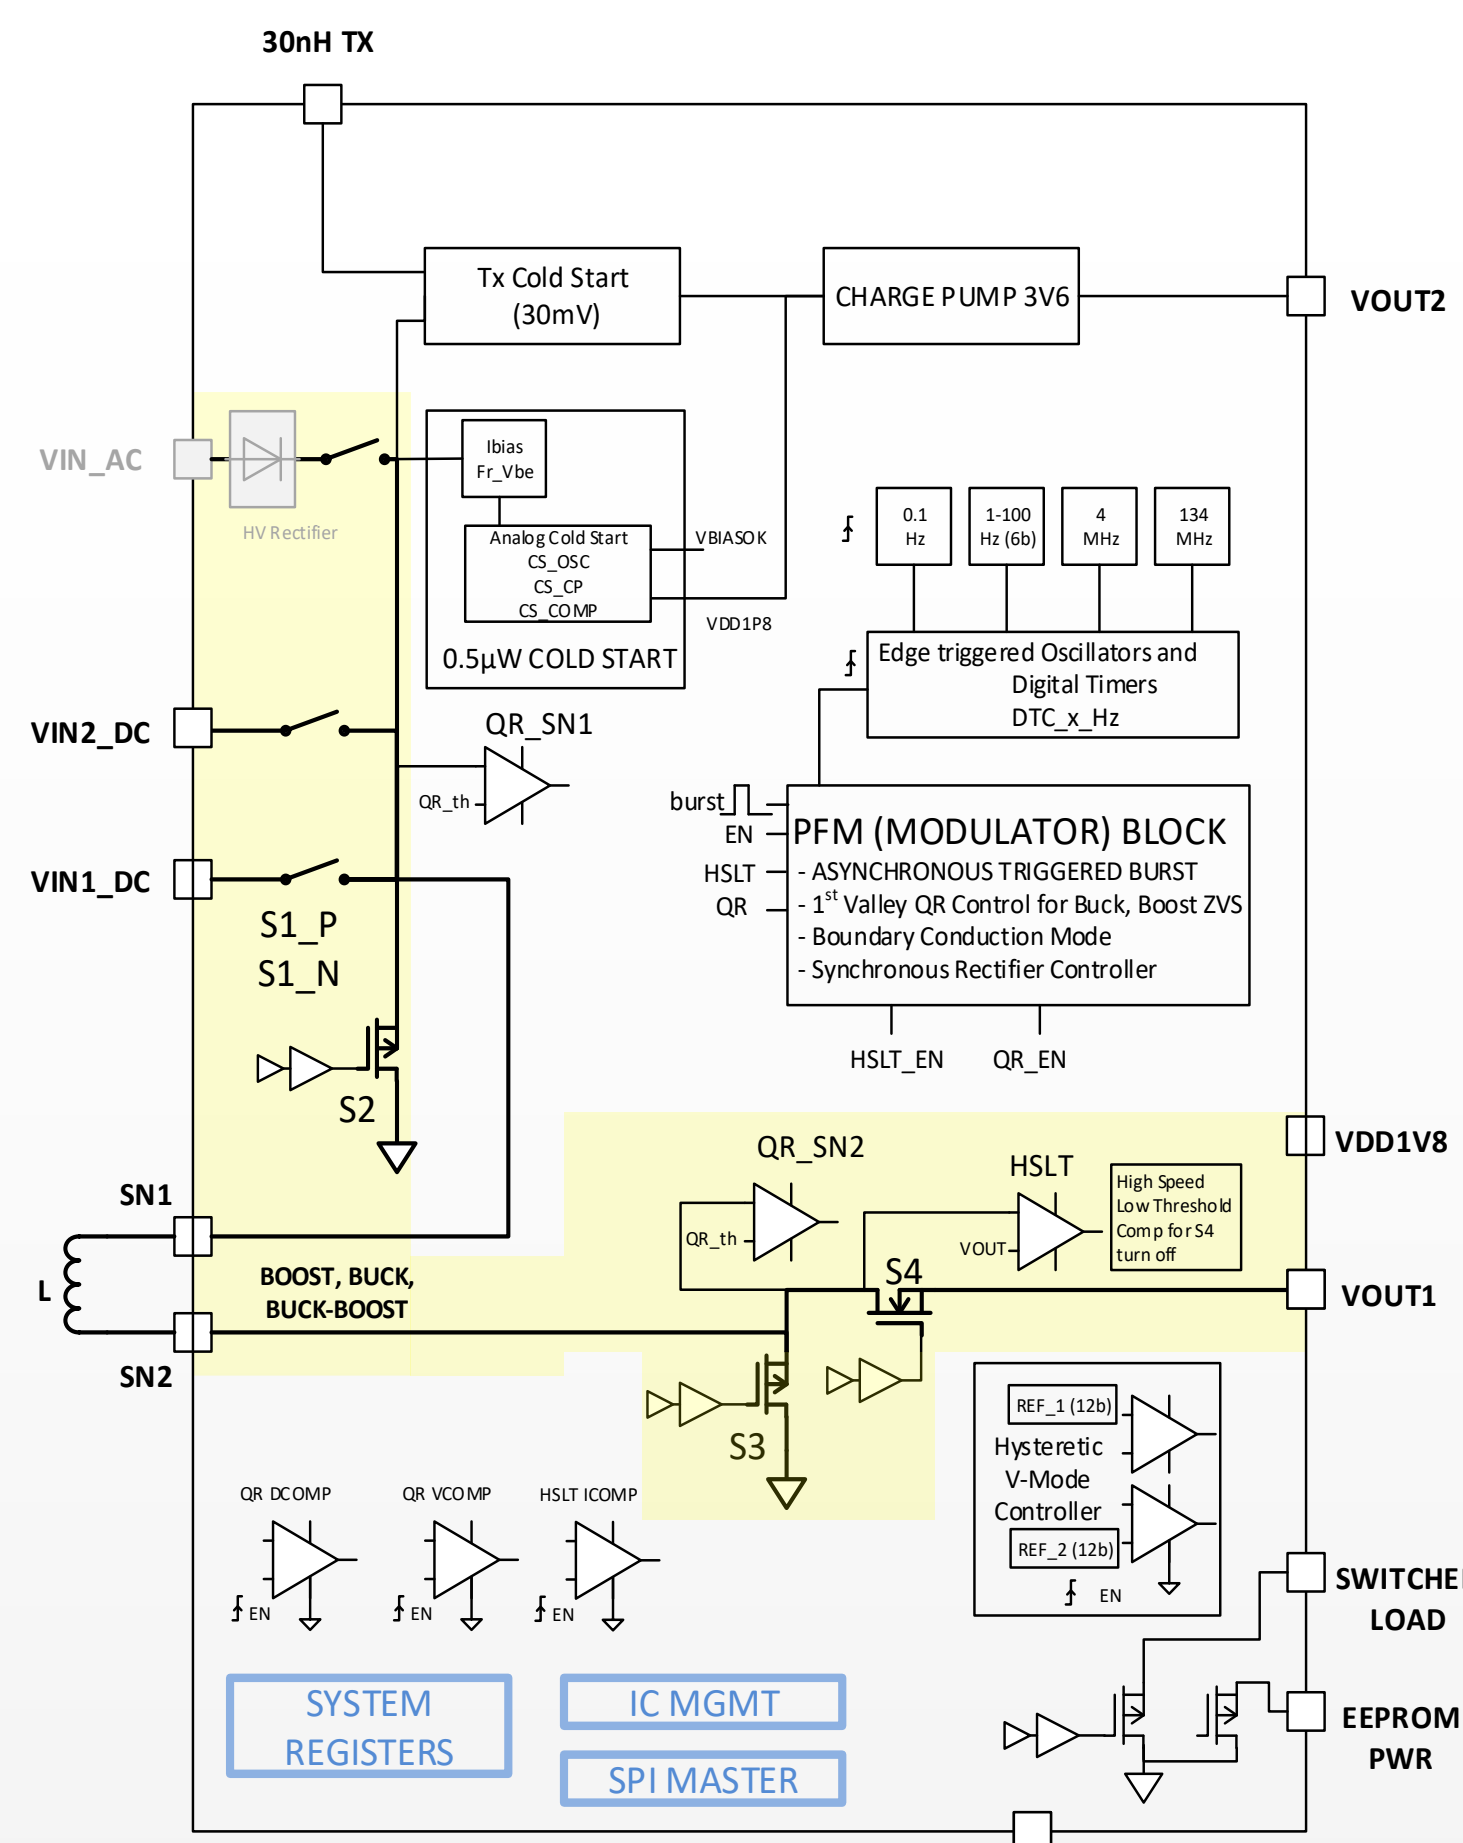 30nH TX
Tx Cold Start
(30mV)
CHARGE PUMP 3V6
VOUT2
VIN_AC
HV Rectifier
Ibias
Fr_Vbe
Analog Cold Start
CS_OSC
CS_CP
CS_COMP
VBIASOK
VDD1P8
0.5µW COLD START
0.1
Hz
1-100
Hz (6b)
4
MHz
134
MHz
Edge triggered Oscillators and
Digital Timers
DTC_x_Hz
VIN2_DC
QR_SN1
QR_th
burst
EN
HSLT
QR
PFM (MODULATOR) BLOCK
- ASYNCHRONOUS TRIGGERED BURST
- 1st Valley QR Control for Buck, Boost ZVS
- Boundary Conduction Mode
- Synchronous Rectifier Controller
HSLT_EN
QR_EN
VIN1_DC
S1_P
S1_N
S2
VDD1V8
QR_SN2
QR_th
HSLT
VOUT
High Speed
Low Threshold
Comp for S4
turn off
SN1
L
BOOST, BUCK,
BUCK-BOOST
SN2
S4
VOUT1
S3
REF_1 (12b)
Hysteretic
V-Mode
Controller
REF_2 (12b)
EN
QR DCOMP
EN
QR VCOMP
EN
HSLT ICOMP
EN
SWITCHE
LOAD
EEPROM
PWR
SYSTEM
REGISTERS
IC MGMT
SPI MASTER